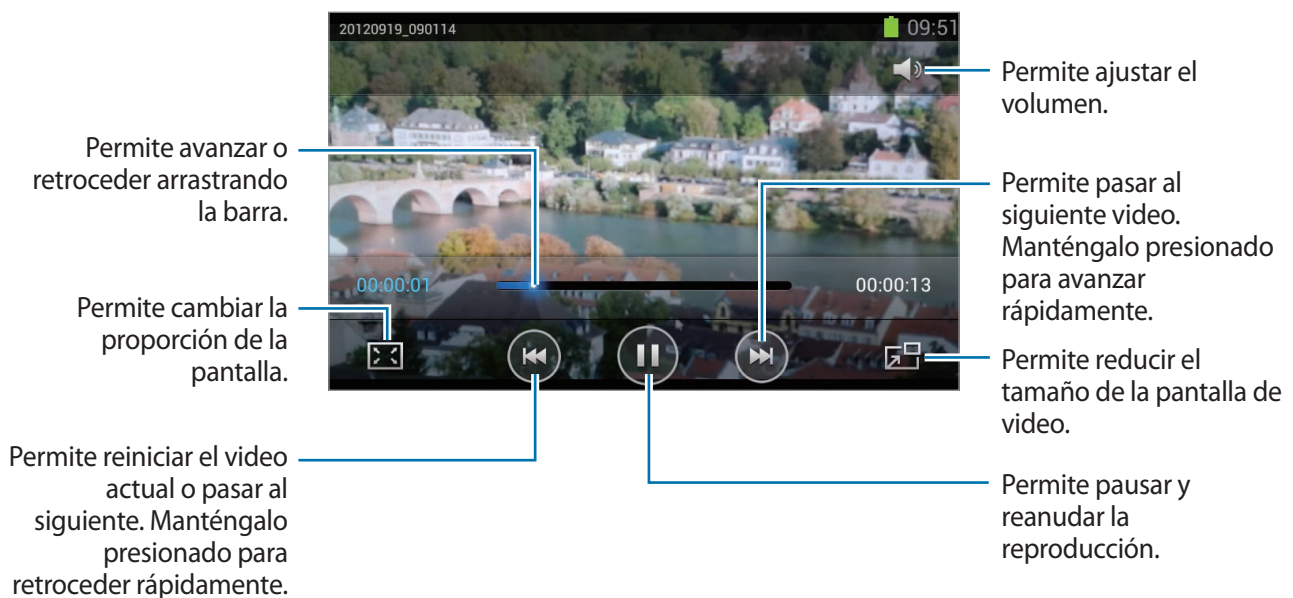 20120919_090114
09:51
Permite ajustar el
volumen.
Permite avanzar o
retroceder arrastrando
la barra.
Permite pasar al
siguiente video.
Manténgalo presionado
para avanzar
rápidamente.
00:00:01
00:00:13
Permite cambiar la
proporción de la
pantalla.
Permite reducir el
tamaño de la pantalla de
video.
Permite reiniciar el video
actual o pasar al
siguiente. Manténgalo
presionado para
retroceder rápidamente.
Permite pausar y
reanudar la
reproducción.